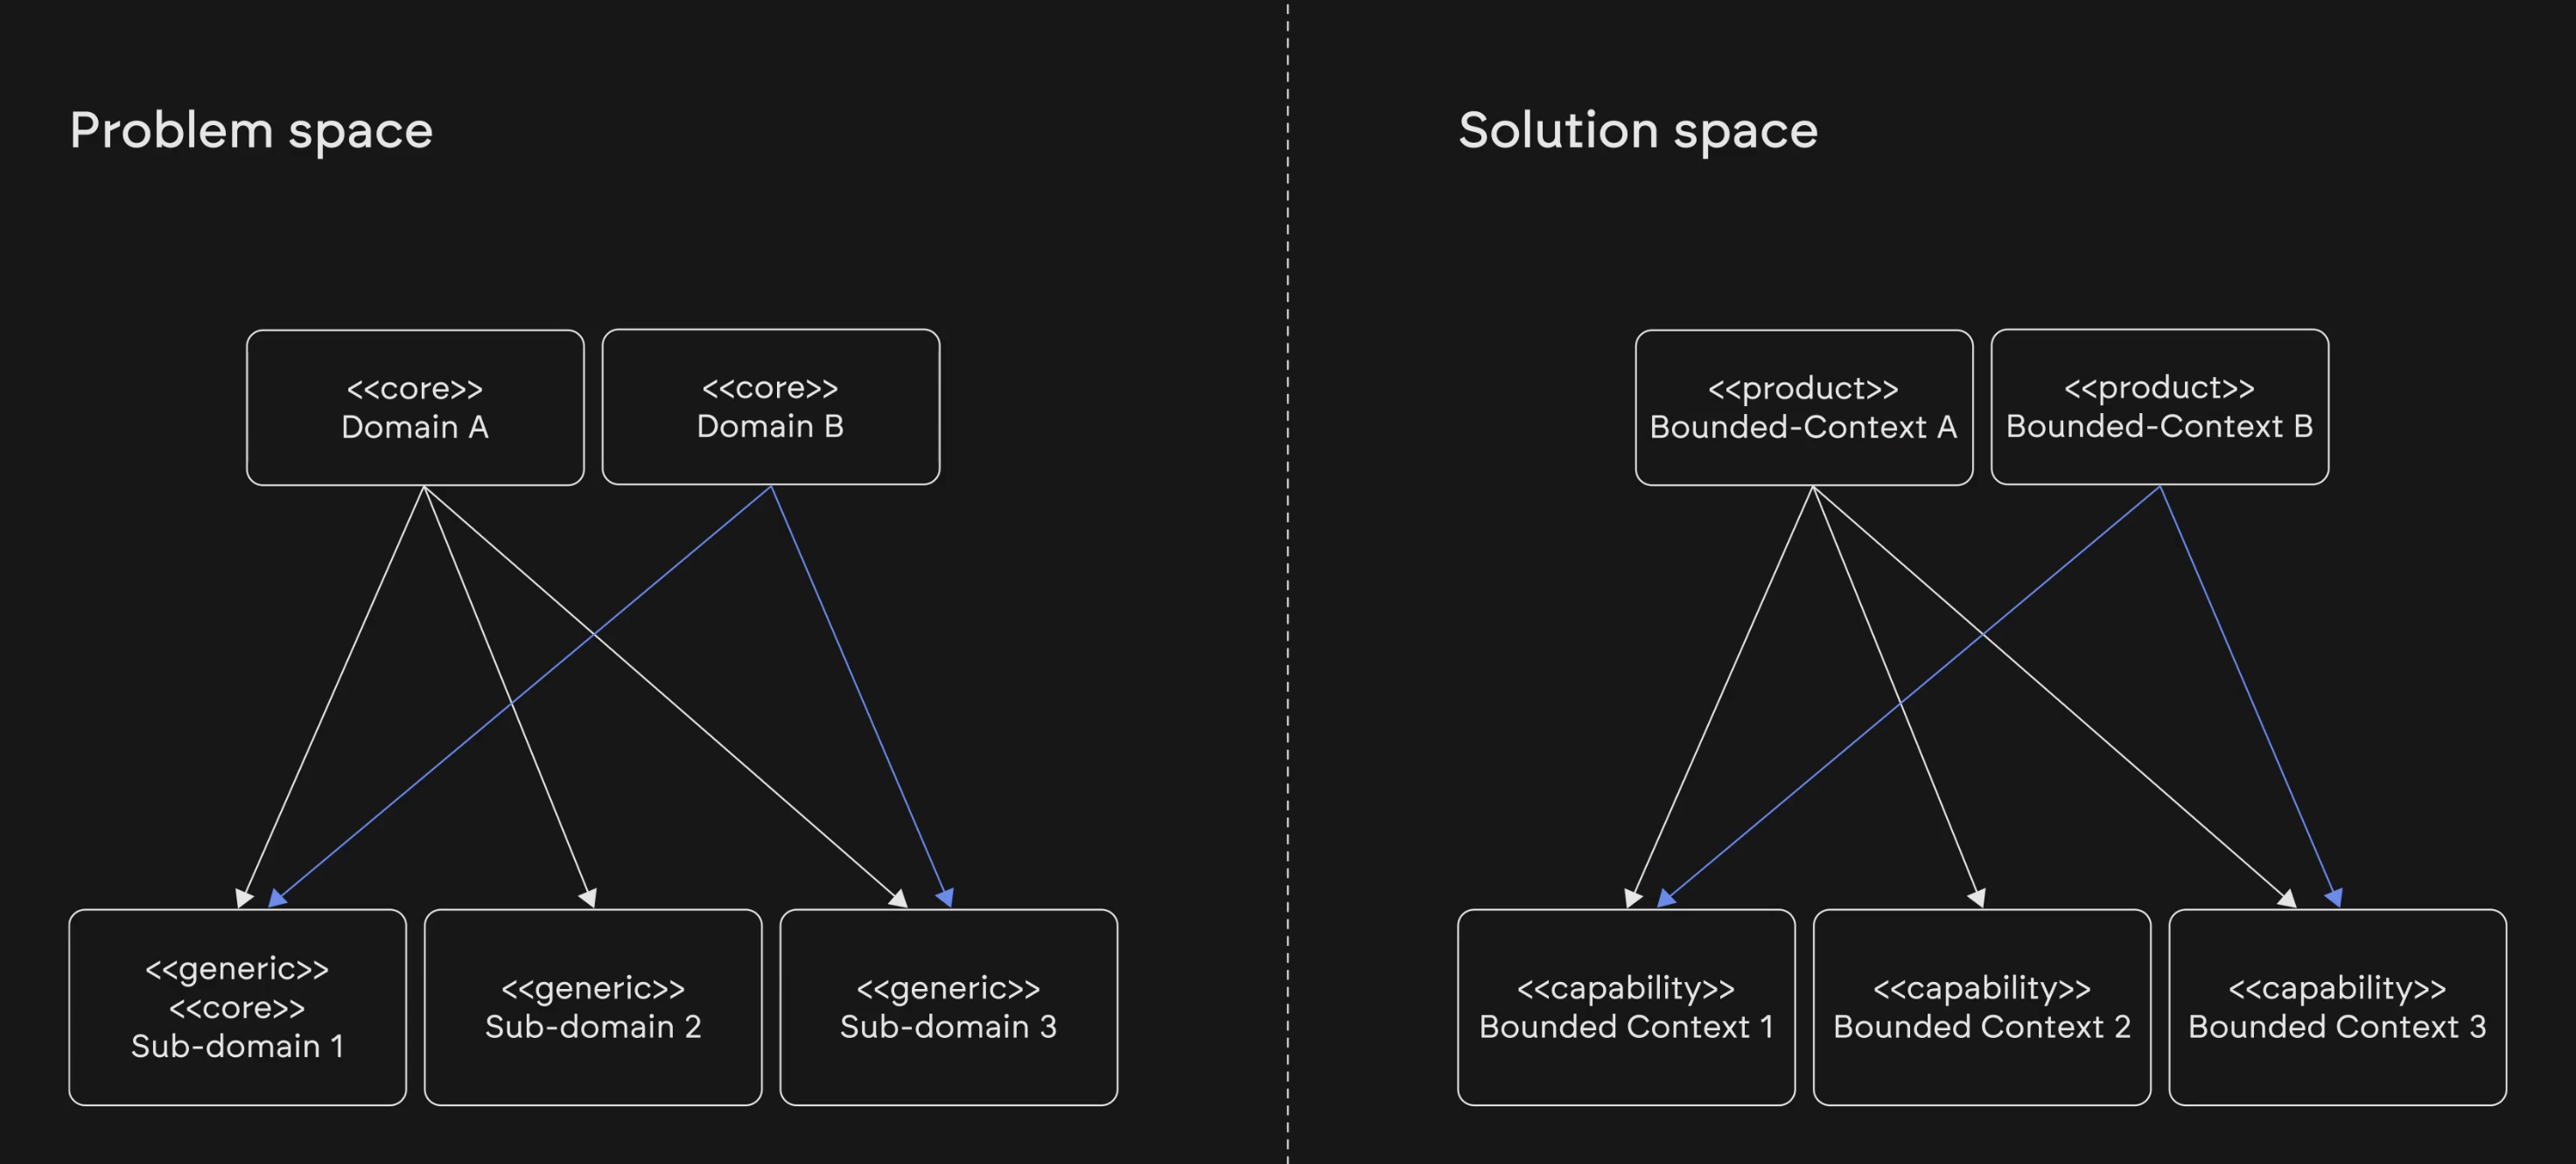 Problem space
<<core>>
Domain A
<<core>>
Domain B
<<generic>>
<<core>>
Sub-domain 1
<<generic>>
Sub-domain 2
<<generic>>
Sub-domain 3
Solution space
<<product>>
Bounded-Context A
<<product>>
Bounded-Context B
<<capability>>
Bounded Context 1
<<capability>>
Bounded Context 2
<<capability>>
Bounded Context 3